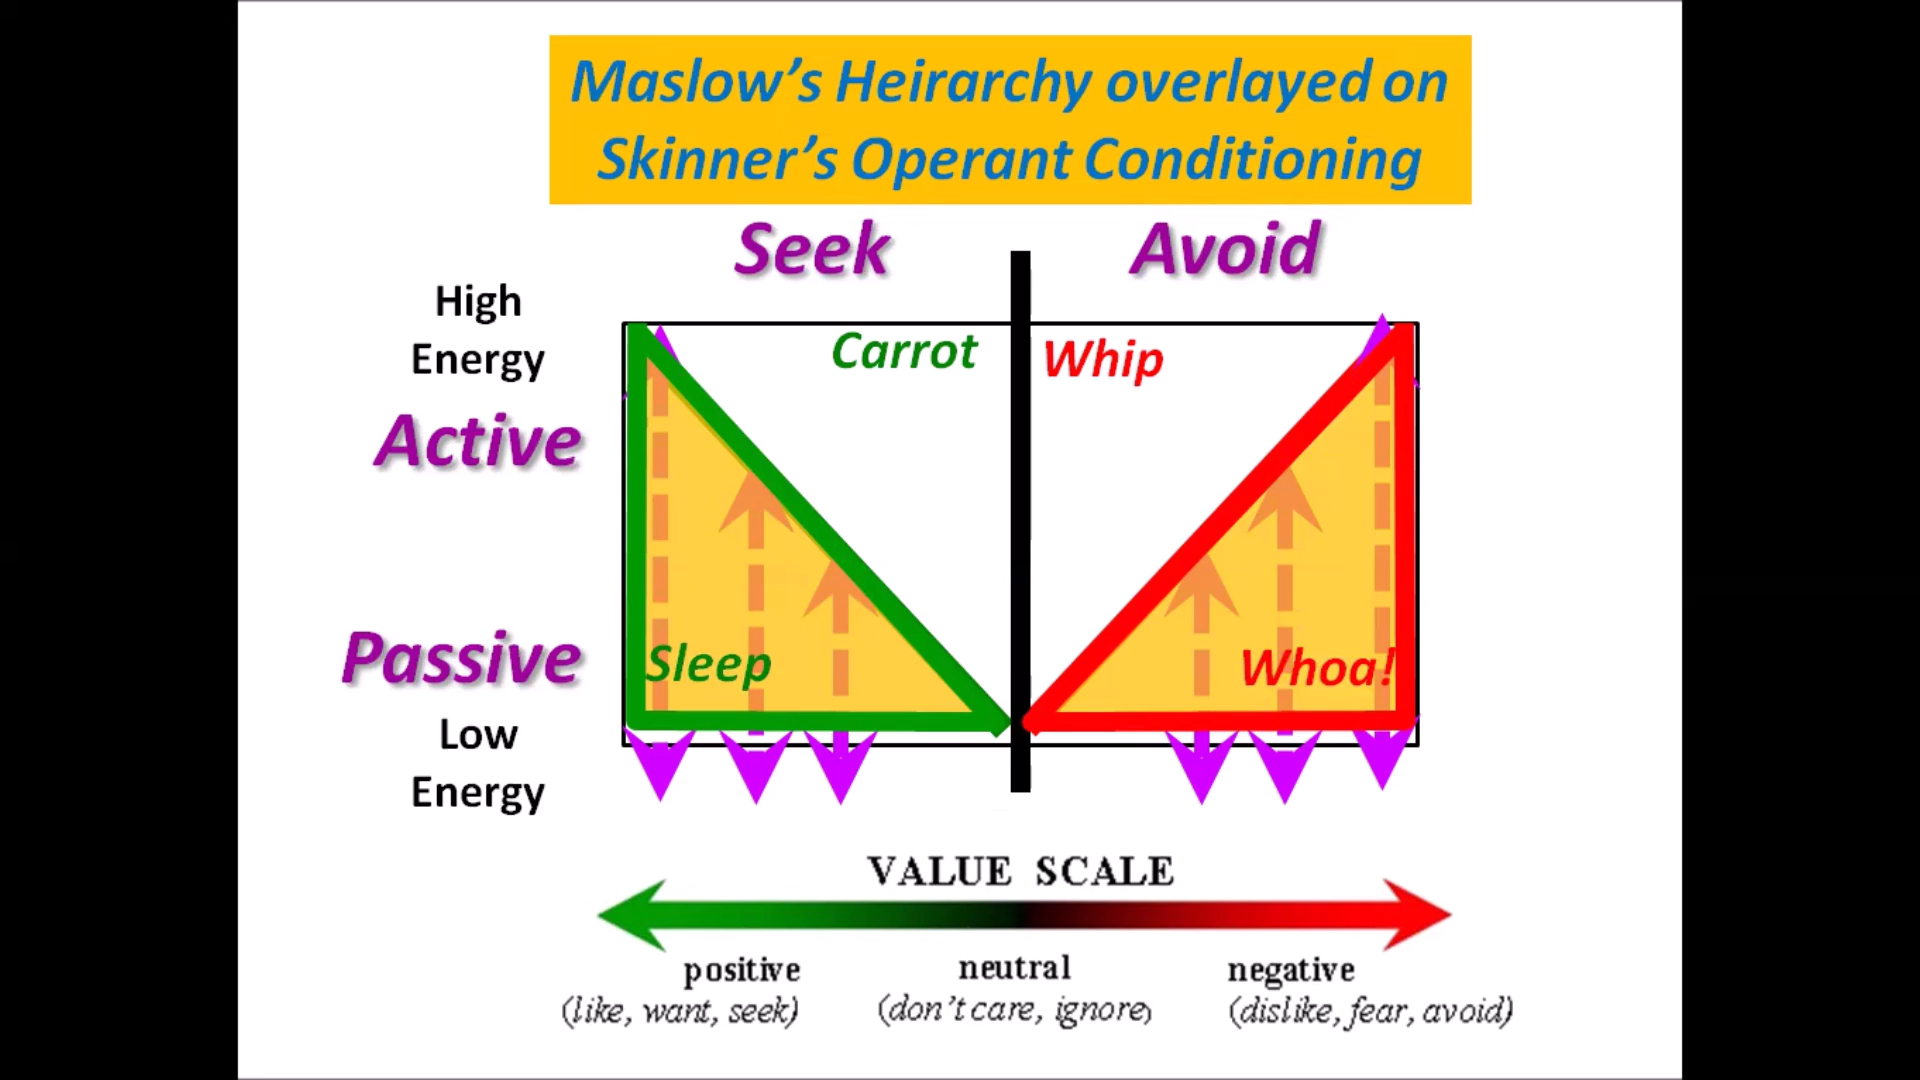 Maslow’s Heirarchy overlayed on
Skinner’s Operant Conditioning
Seek
Avoid
High
Energy
Carrot
Whip
Active
Passive
Sleep
Whoa!
Low
Energy
VALUE SCALE
positive
neutral
negative
(like, want, seek)
(don’t care, ignore)
(dislike, fear, avoid)